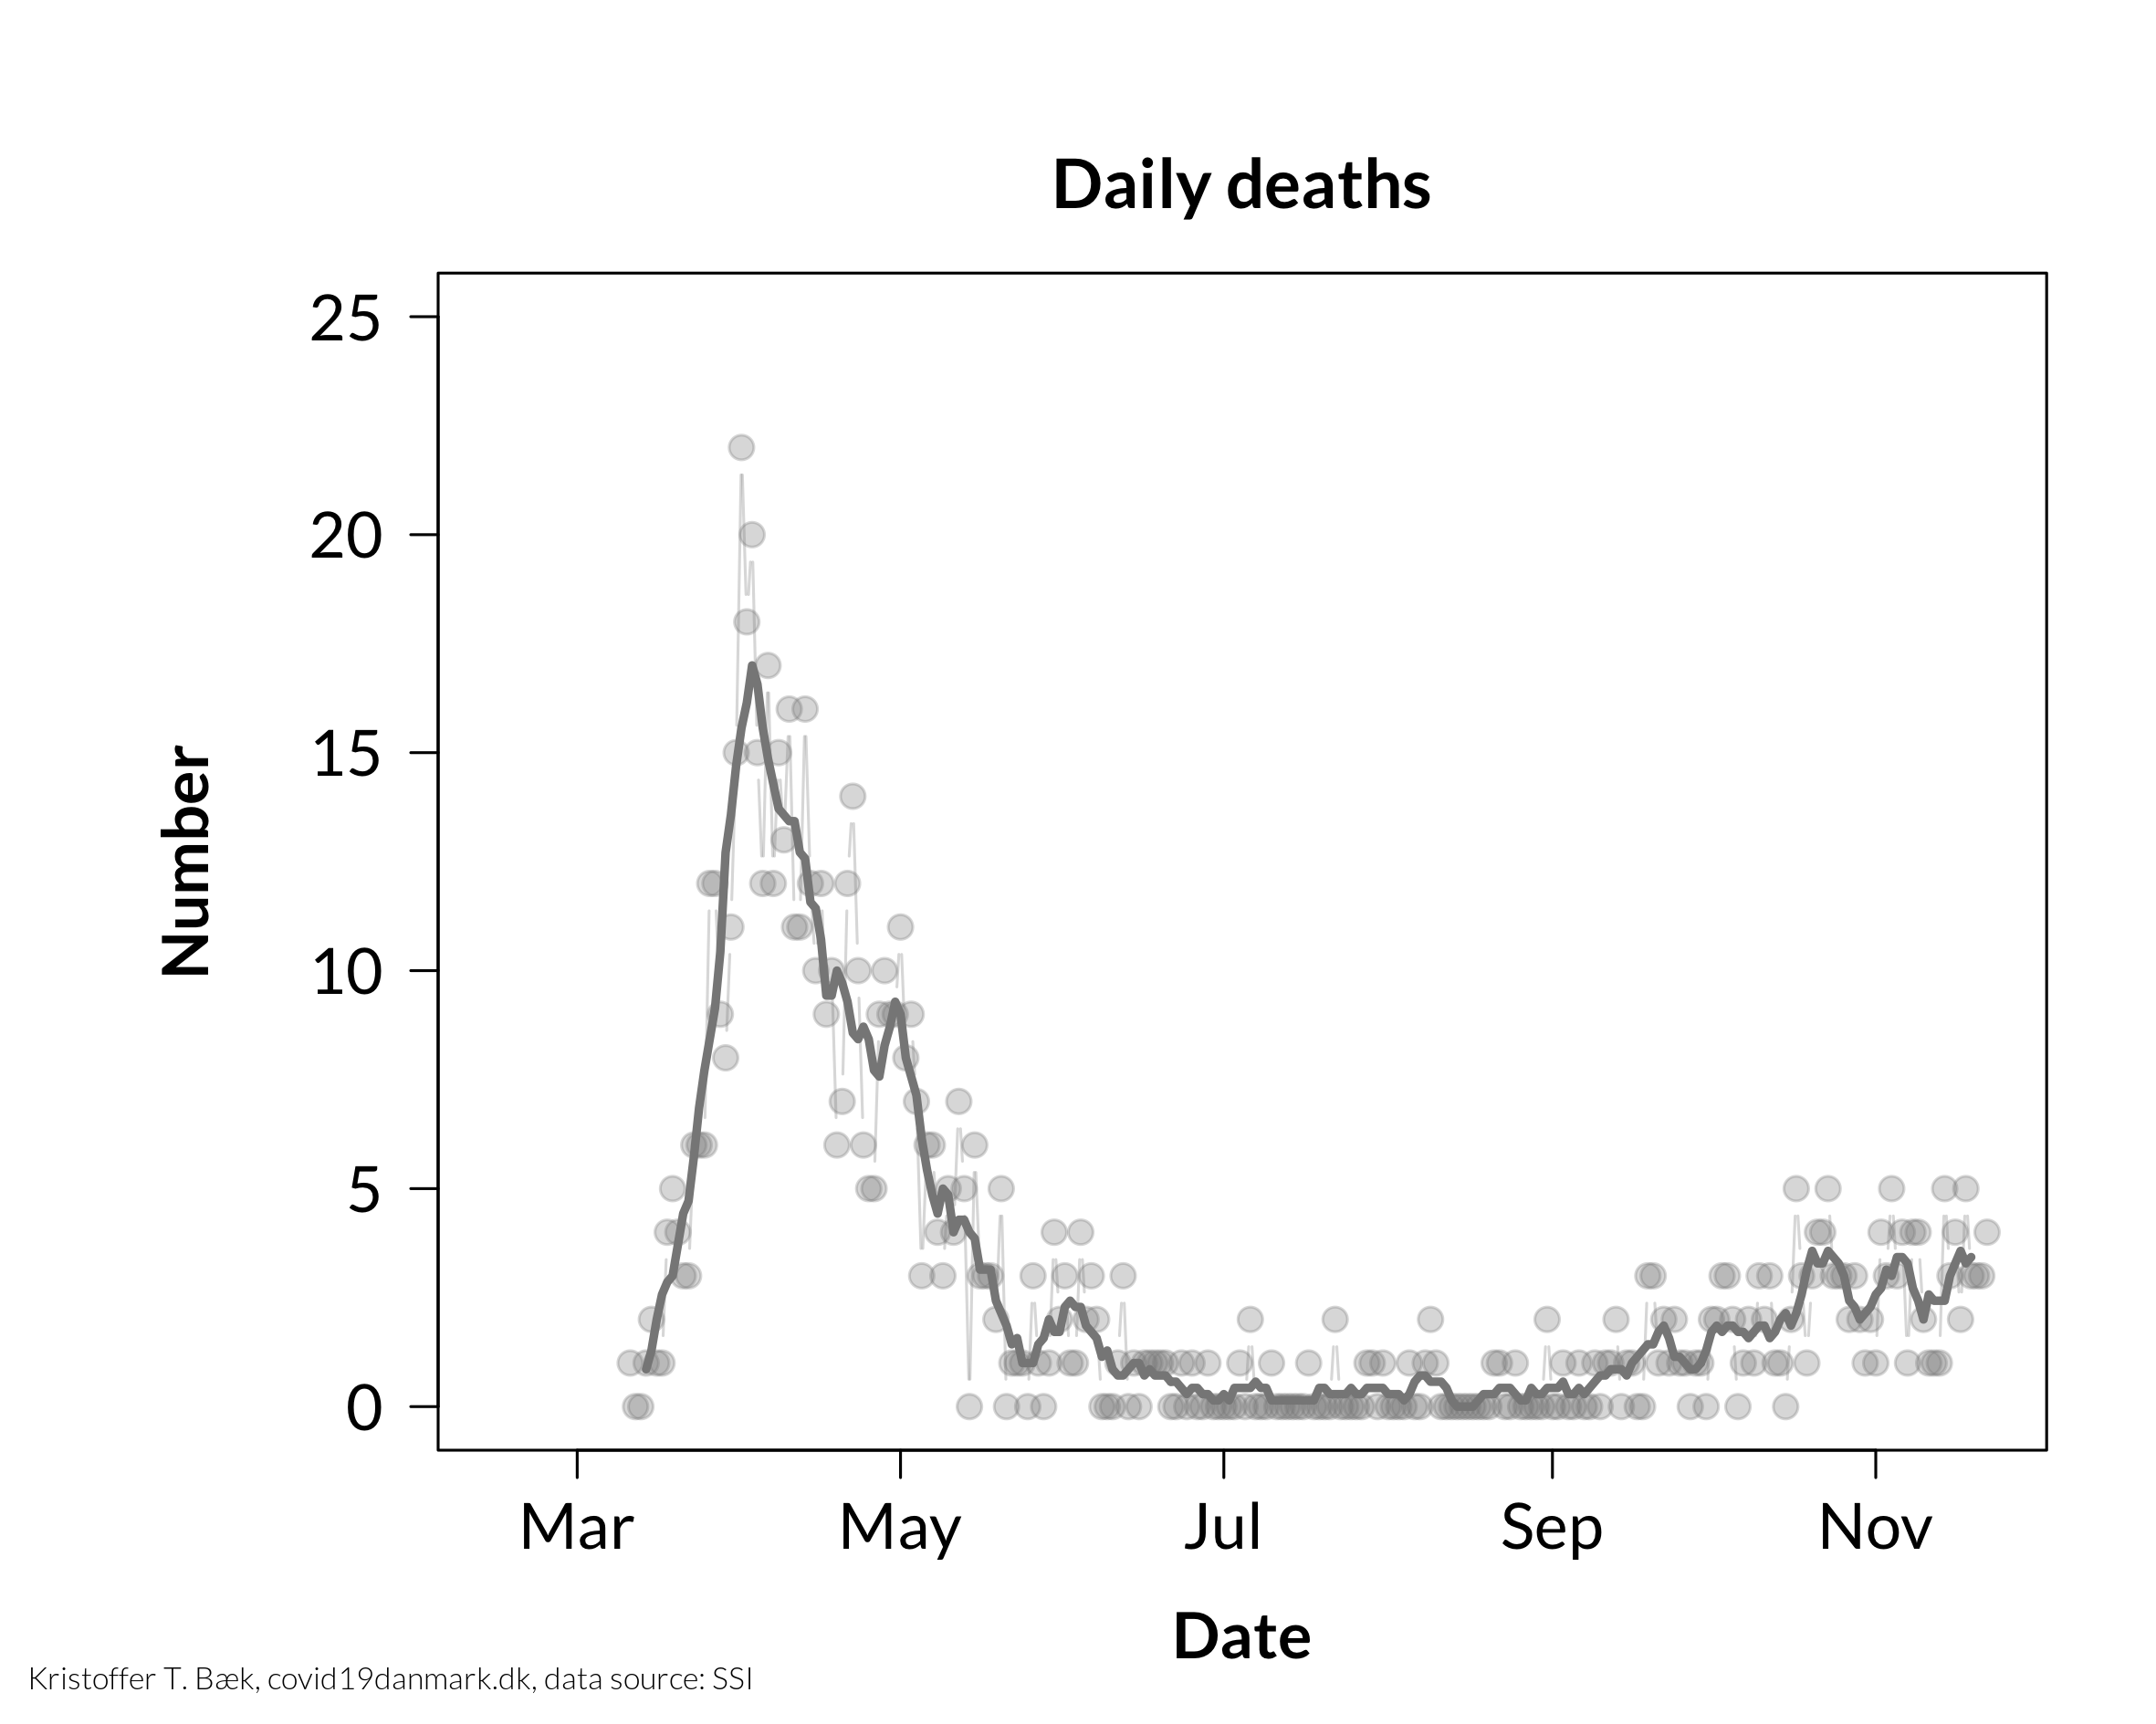 Daily deaths
25
20
15
10
5
0
Number
Mar May Jul Sep Nov
Date
Kristoffer T. Bæk, covid19danmark.dk, data source: SSI